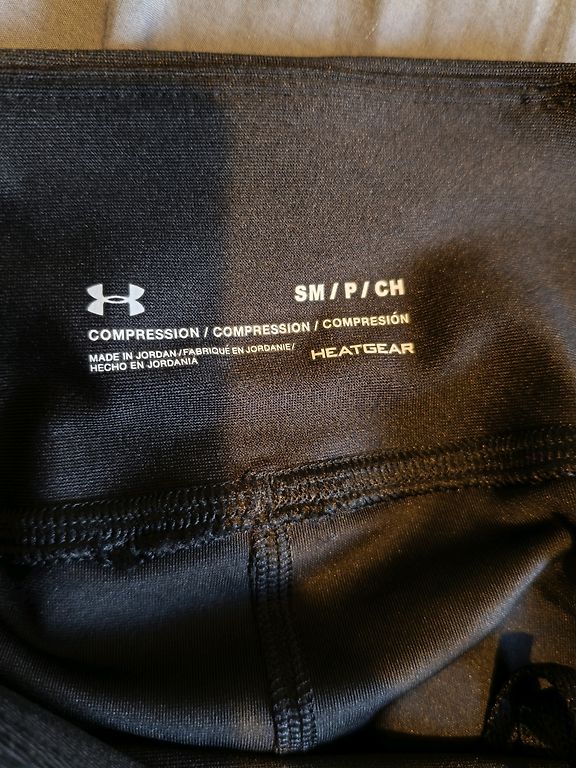 SM / P / CH
COMPRESSION / COMPRESSION / COMPRESIÓN
MADE IN JORDAN / FABRIQUÉ EN JORDANIE /
HECHO EN JORDANIA
HEATGEAR